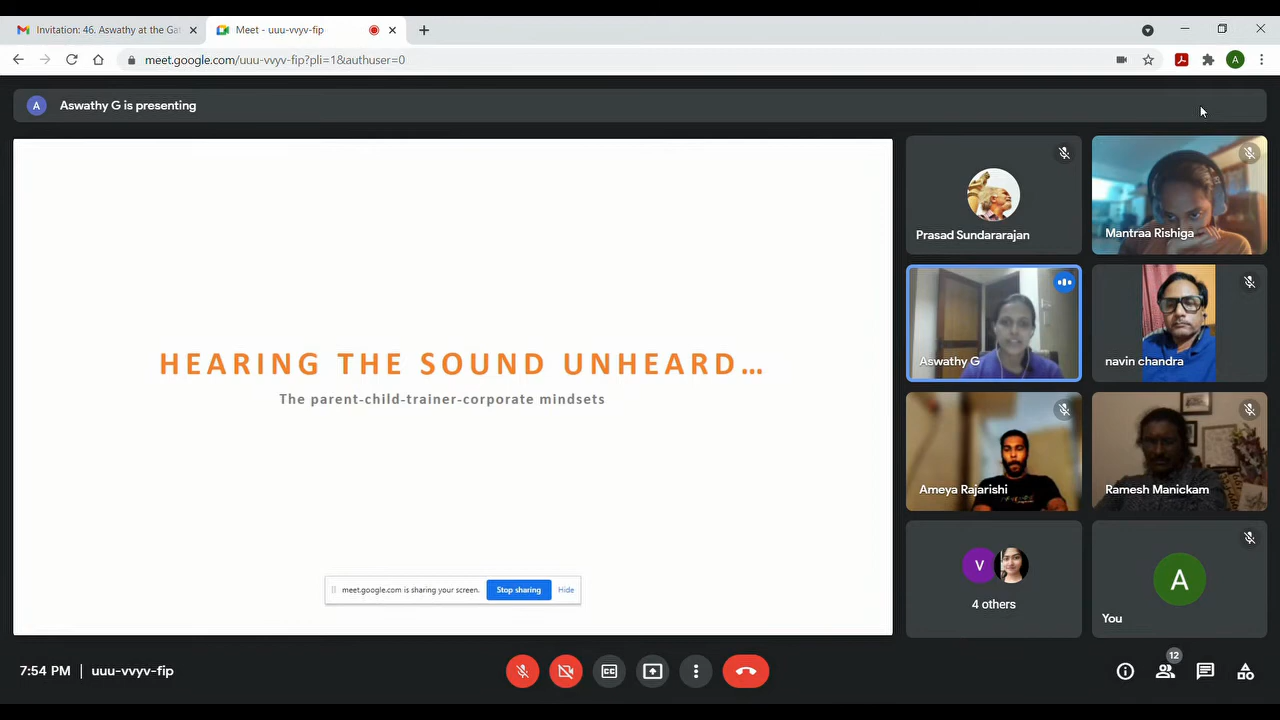 Invitation: 46. Aswathy at the Gat
Meet - uuu-vvyv-fip
meet.google.com/uuu-vvyv-fip?pli=1&authuser=0
A
A
Aswathy G is presenting
HEARING THE SOUND UNHEARD…
The parent-child-trainer-corporate mindsets
meet.google.com is sharing your screen.
Stop sharing
Hide
Prasad Sundararajan
Mantraa Rishiga
Aswathy G
navin chandra
Ameya Rajarishi
Ramesh Manickam
V
4 others
A
You
7:54 PM
uuu-vvyv-fip
CC
12